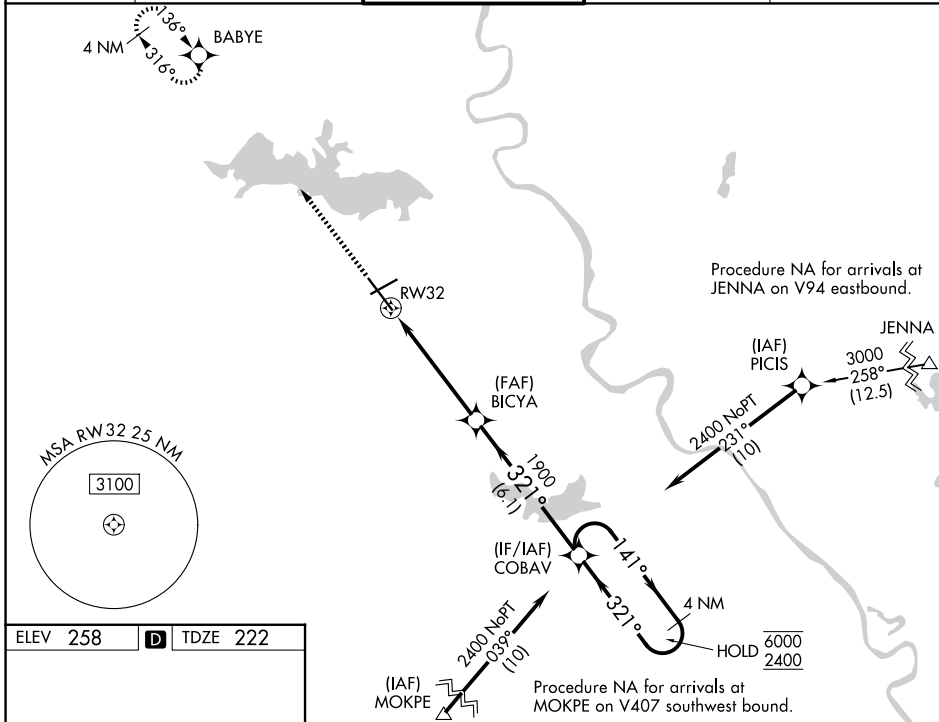 136°
4 NM
316°
BABYE
RW32
Procedure NA for arrivals at
JENNA on V94 eastbound.
JENNA
(IAF)
PICIS
3000
258°
(12.5)
2400 NoPT
231°
(10)
(FAF)
BICYA
1900
321°
(6.1)
MSA RW32 25 NM
3100
(IF/IAF)
COBAV
141°
321°
4 NM
HOLD
6000
2400
2400 NoPT
039°
(10)
(IAF)
MOKPE
Procedure NA for arrivals at
MOKPE on V407 southwest bound.
ELEV 258 D TDZE 222